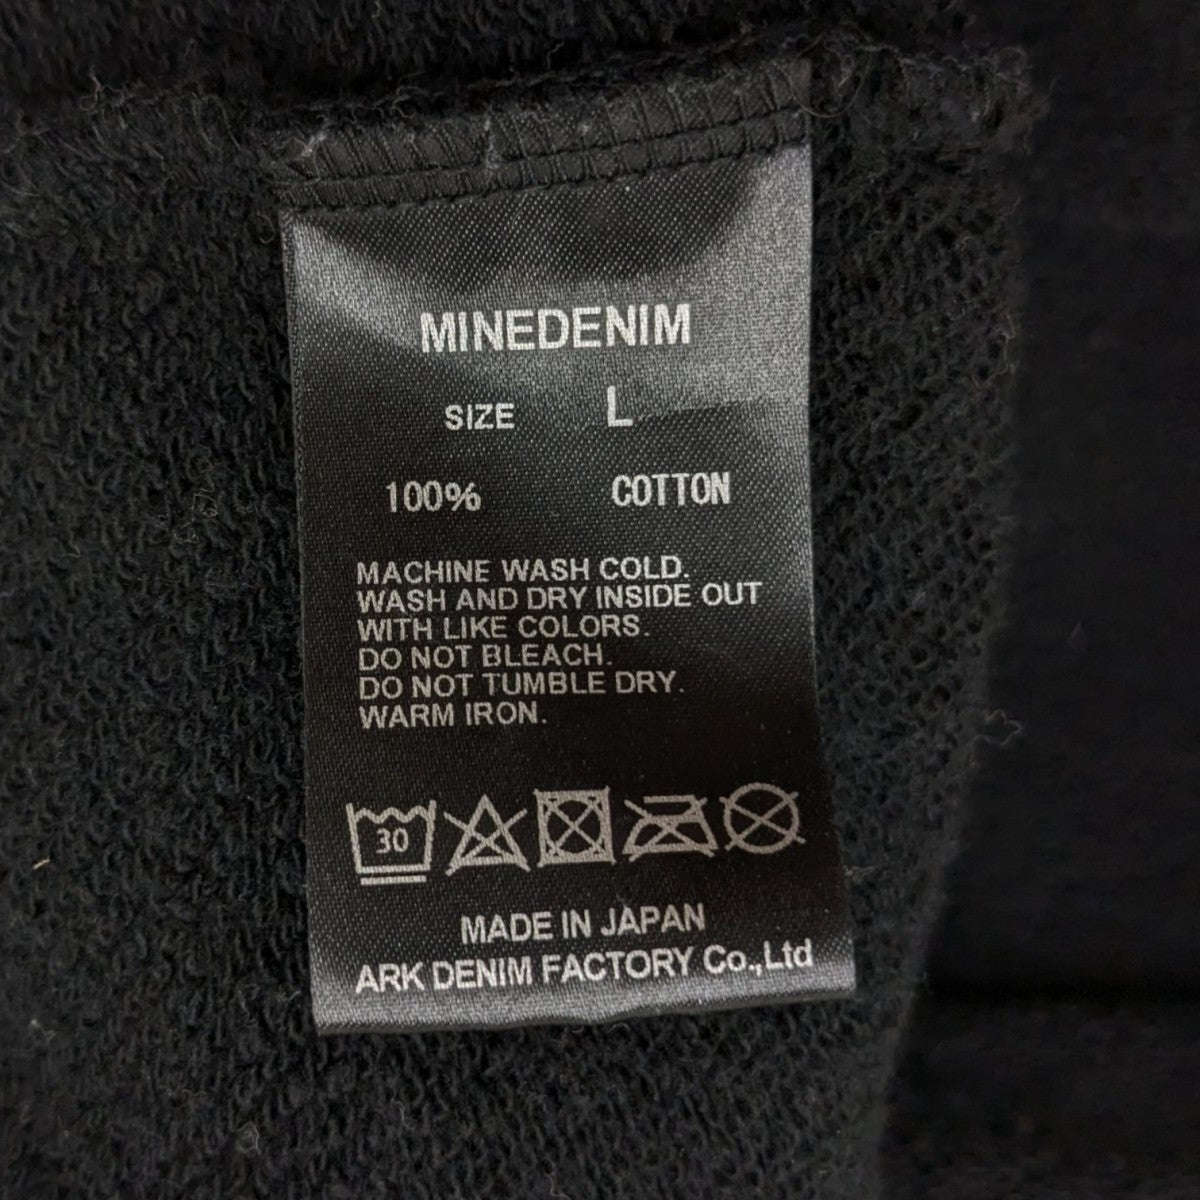 MINEDENIM
SIZE L
100% COTTON
MACHINE WASH COLD.
WASH AND DRY INSIDE OUT
WITH LIKE COLORS.
DO NOT BLEACH.
DO NOT TUMBLE DRY.
WARM IRON.
30
MADE IN JAPAN
ARK DENIM FACTORY Co.,Ltd